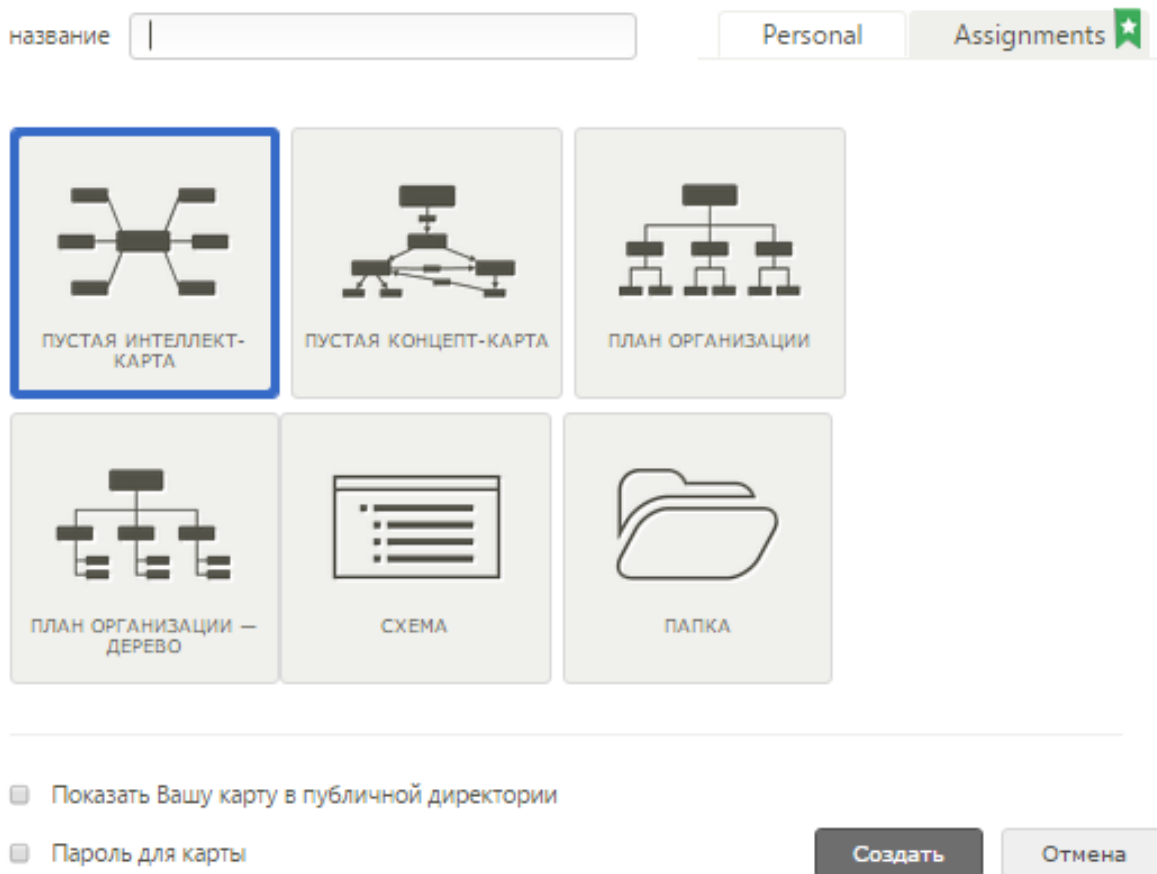 название
Personal
Assignments
ПУСТАЯ ИНТЕЛЛЕКТ-
КАРТА
ПУСТАЯ КОНЦЕПТ-КАРТА
ПЛАН ОРГАНИЗАЦИИ
ПЛАН ОРГАНИЗАЦИИ —
ДЕРЕВО
СХЕМА
ПАПКА
Показать Вашу карту в публичной директории
Пароль для карты
Создать
Отмена